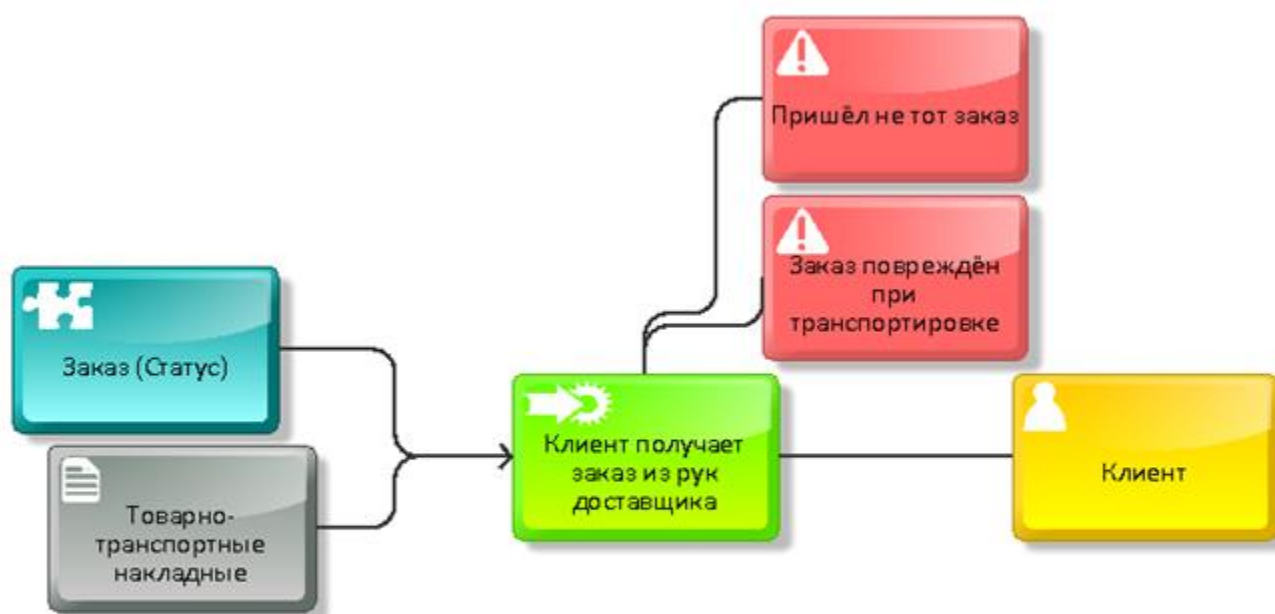 Пришёл не тот заказ
Заказ повреждён
при
транспортировке
Заказ (Статус)
Клиент получает
заказ из рук
доставщика
Клиент
Товарно-
транспортные
накладные